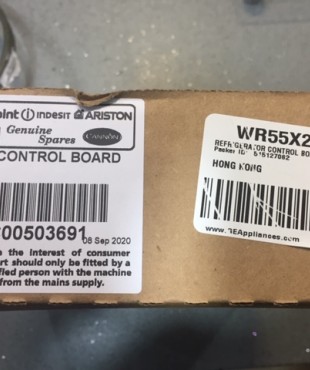 oint INDESIT ARISTON
Genuine
Spares CANNON
CONTROL BOARD
00503691
08 Sep 2020
the interest of consumer
rt should only be fitted by a
fied person with the machine
from the mains supply.
WR55X2
REFRIGERATOR CONTROL BO
Packer ID:
HONG KONG
www.GEAppliances.com